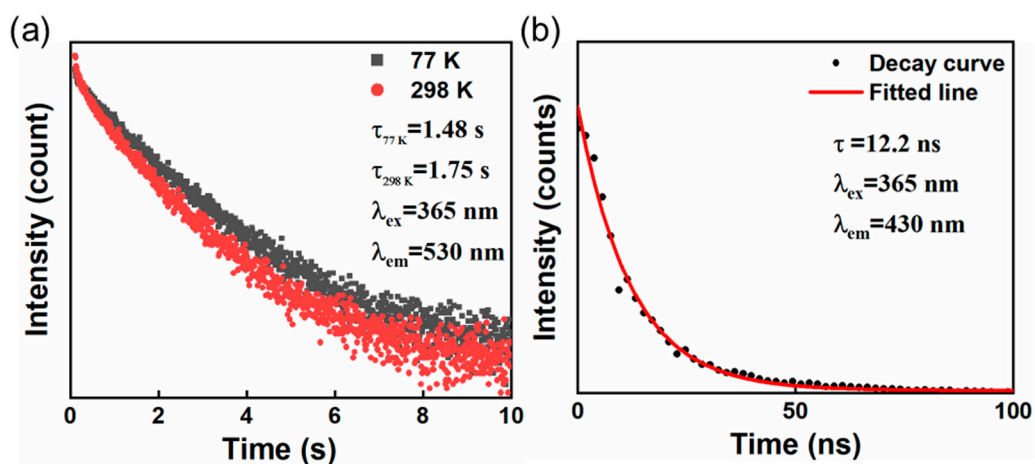 (a)
Intensity (count)
77 K
298 K
τ77 K=1.48 s
τ298 K=1.75 s
λex=365 nm
λem=530 nm
0 2 4 6 8 10
Time (s)
(b)
Intensity (counts)
Decay curve
Fitted line
τ =12.2 ns
λex=365 nm
λem=430 nm
0 50 100
Time (ns)